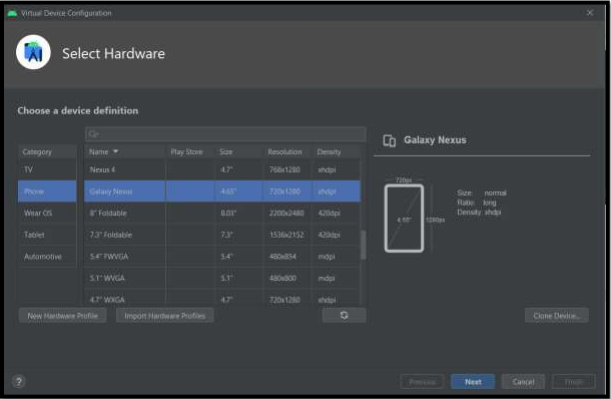 Virtual Device Configuration
Select Hardware
Choose a device definition
Category Name Play Store Size Resolution Density
TV Nexus 4 4.7" 768x1280 xhdpi
Phone Galaxy Nexus 4.65" 720x1280 xhdpi
Wear OS 8" Foldable 8.03" 2200x2480 420dpi
Tablet 7.3" Foldable 7.3" 1536x2152 420dpi
Automotive 5.4" FWVGA 5.4" 480x854 mdpi
5.1" WVGA 5.1" 480x800 mdpi
4.7" WXGA 4.7" 720x1280 xhdpi
New Hardware Profile Import Hardware Profiles
Galaxy Nexus
720px
4.65"
1280px
Size: normal
Ratio: long
Density: xhdpi
Clone Device...
? Previous Next Cancel Finish